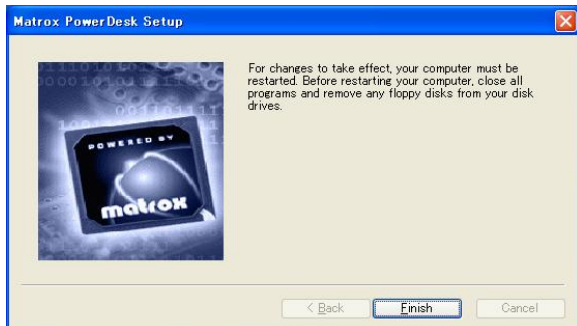 Matrox PowerDesk Setup
For changes to take effect, your computer must be
restarted. Before restarting your computer, close all
programs and remove any floppy disks from your disk
drives.
POWERED BY
matrox
< Back
Finish
Cancel